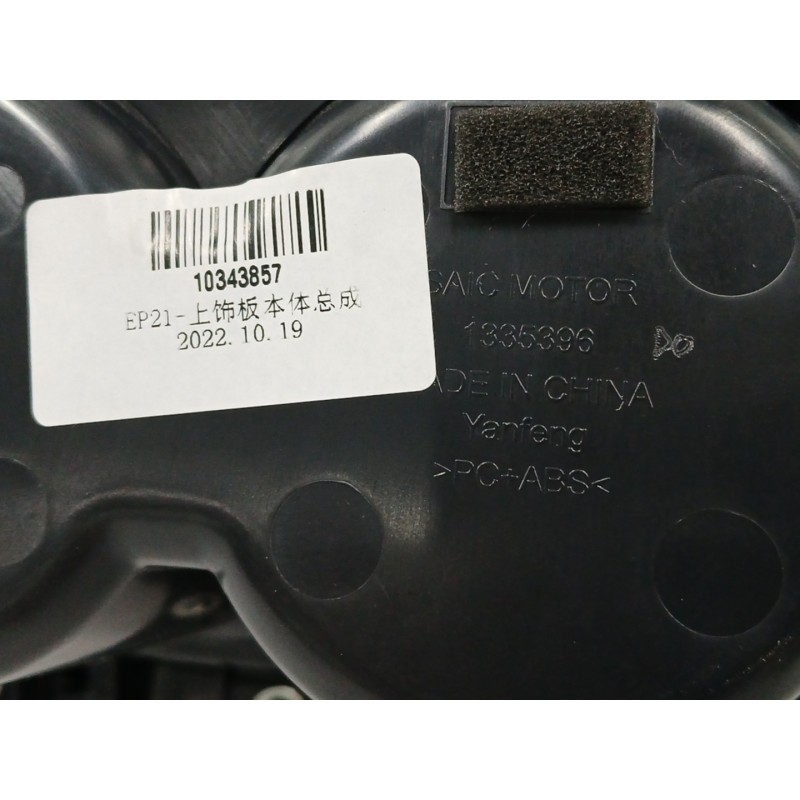 10343857
EP21-上饰板本体总成
2022.10.19
SAIC MOTOR
1335396
ADE IN CHINA
Yanfeng
>PC+ABS<